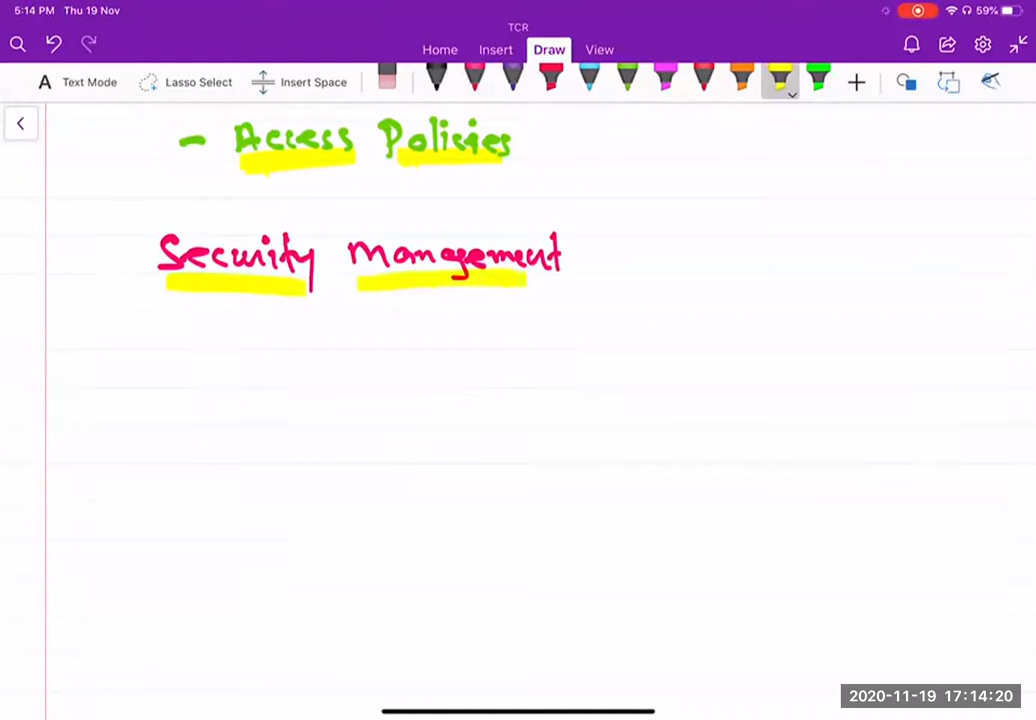 5:14 PM Thu 19 Nov
59%
TCR
Home Insert Draw View
A Text Mode Lasso Select Insert Space
- Access Policies
Security Management
2020-11-19 17:14:20